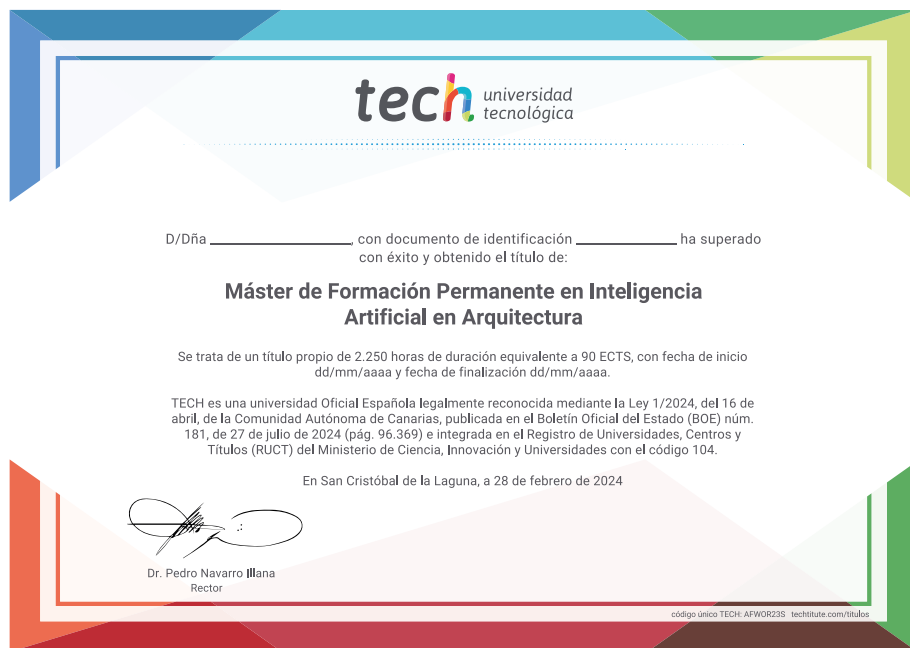 tech universidad
tecnológica
D/Dña ____________________, con documento de identificación ______________ ha superado
con éxito y obtenido el título de:
Máster de Formación Permanente en Inteligencia
Artificial en Arquitectura
Se trata de un título propio de 2.250 horas de duración equivalente a 90 ECTS, con fecha de inicio
dd/mm/aaaa y fecha de finalización dd/mm/aaaa.
TECH es una universidad Oficial Española legalmente reconocida mediante la Ley 1/2024, del 16 de
abril, de la Comunidad Autónoma de Canarias, publicada en el Boletín Oficial del Estado (BOE) núm.
181, de 27 de julio de 2024 (pág. 96.369) e integrada en el Registro de Universidades, Centros y
Títulos (RUCT) del Ministerio de Ciencia, Innovación y Universidades con el código 104.
En San Cristóbal de la Laguna, a 28 de febrero de 2024
Dr. Pedro Navarro Illana
Rector
código único TECH: AFWOR23S techtitute.com/titulos